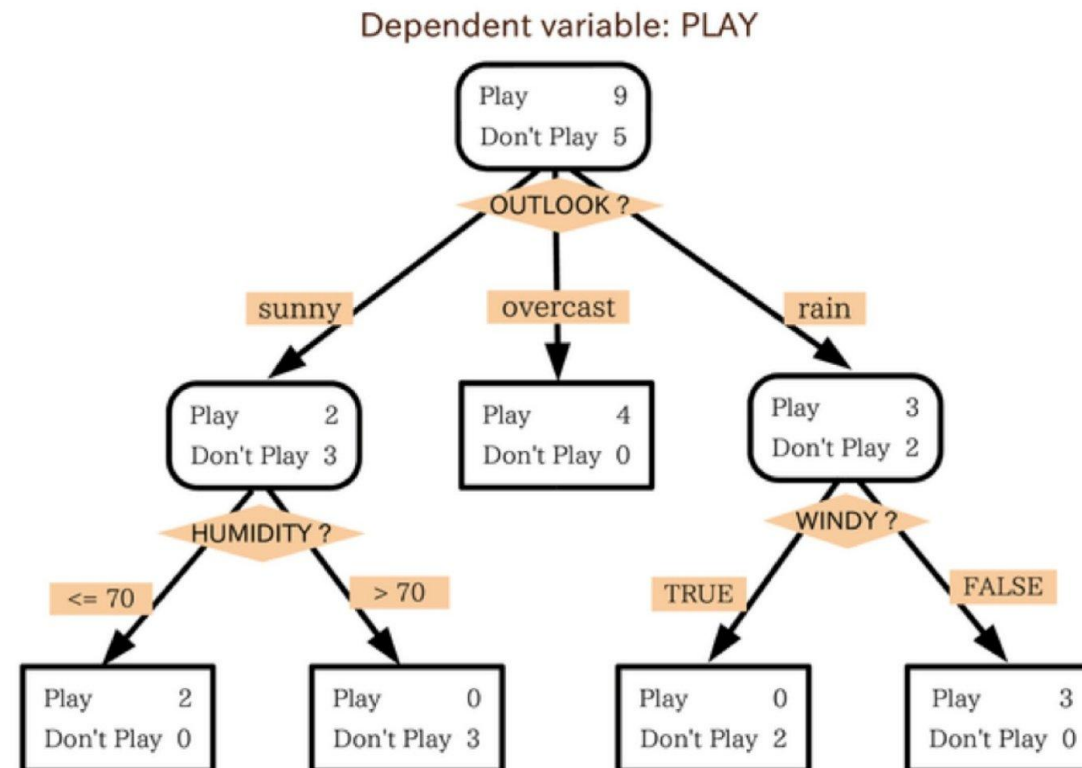 Dependent variable: PLAY
Play 9
Don't Play 5
OUTLOOK ?
sunny
overcast
rain
Play 2
Don't Play 3
Play 4
Don't Play 0
Play 3
Don't Play 2
HUMIDITY ?
WINDY ?
<= 70
> 70
TRUE
FALSE
Play 2
Don't Play 0
Play 0
Don't Play 3
Play 0
Don't Play 2
Play 3
Don't Play 0